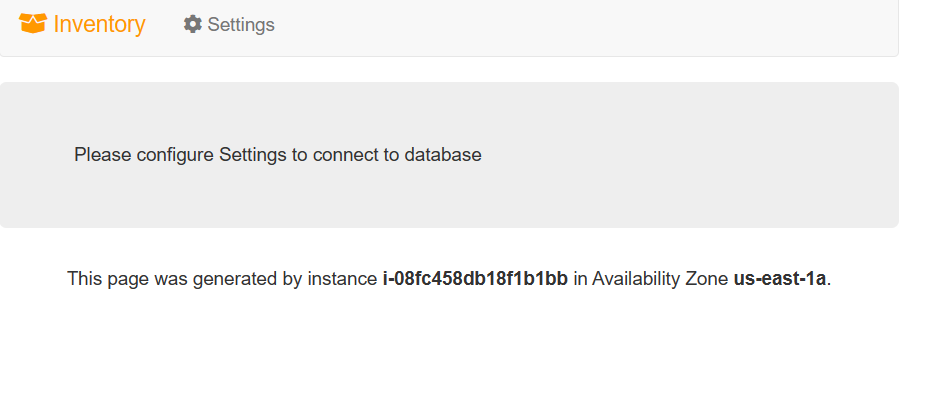 Inventory Settings
Please configure Settings to connect to database
This page was generated by instance i-08fc458db18f1b1bb in Availability Zone us-east-1a.